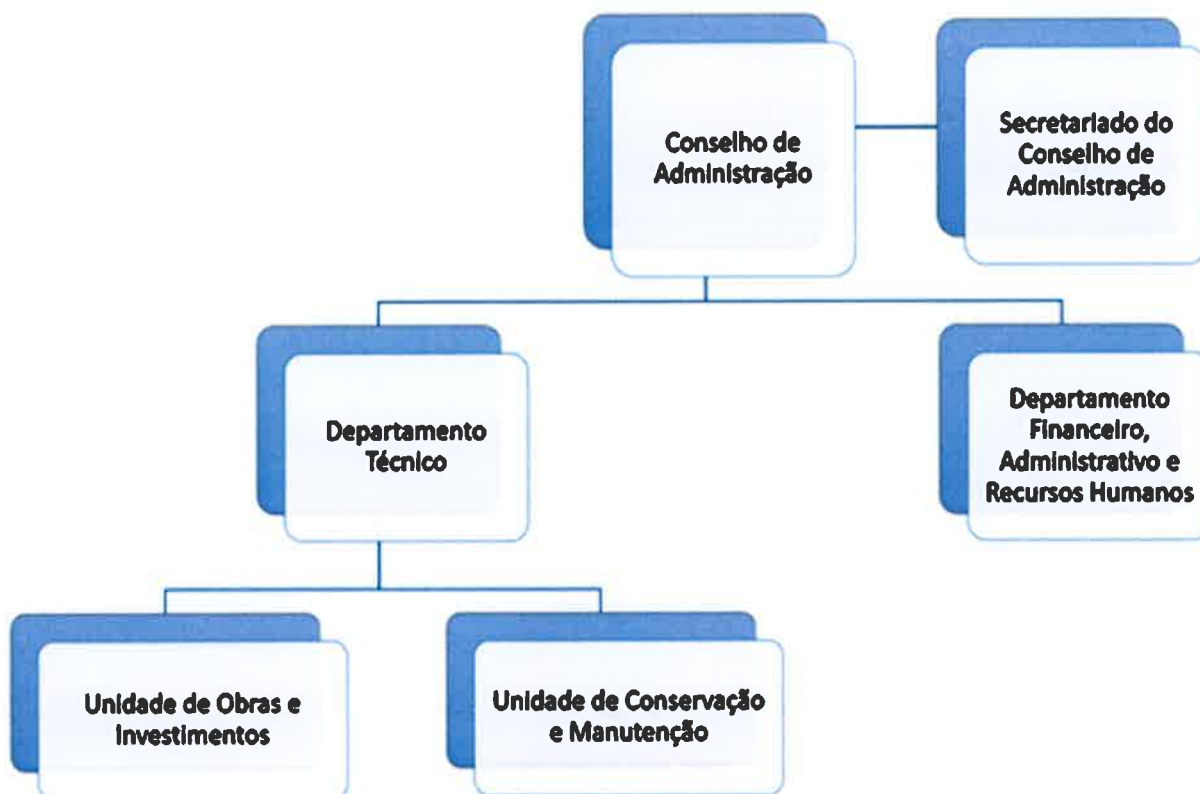 Conselho de
Administração
Secretariado do
Conselho de
Administração
Departamento
Técnico
Departamento
Financeiro,
Administrativo e
Recursos Humanos
Unidade de Obras e
Investimentos
Unidade de Conservação
e Manutenção